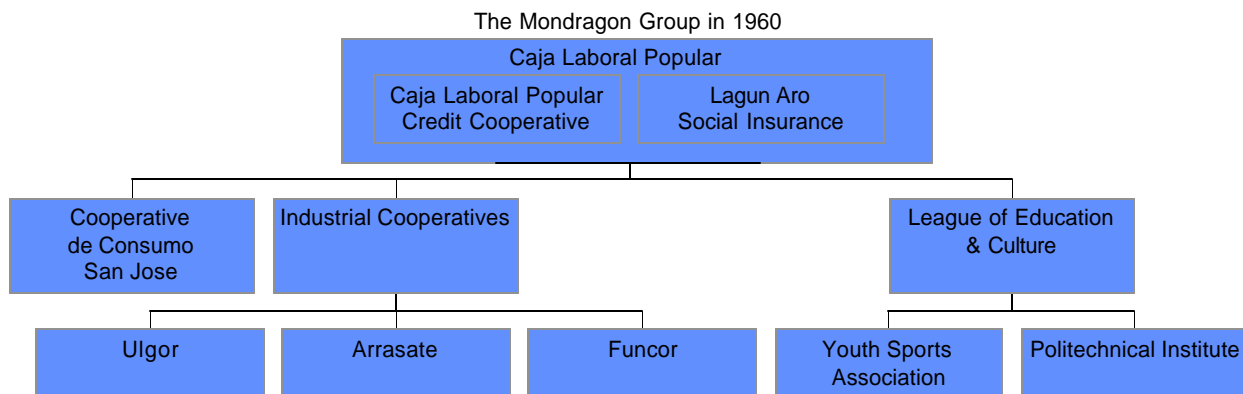 The Mondragon Group in 1960
Caja Laboral Popular
Caja Laboral Popular
Credit Cooperative
Lagun Aro
Social Insurance
Cooperative
de Consumo
San Jose
Industrial Cooperatives
League of Education
& Culture
Ulgor
Arrasate
Funcor
Youth Sports
Association
Politechnical Institute